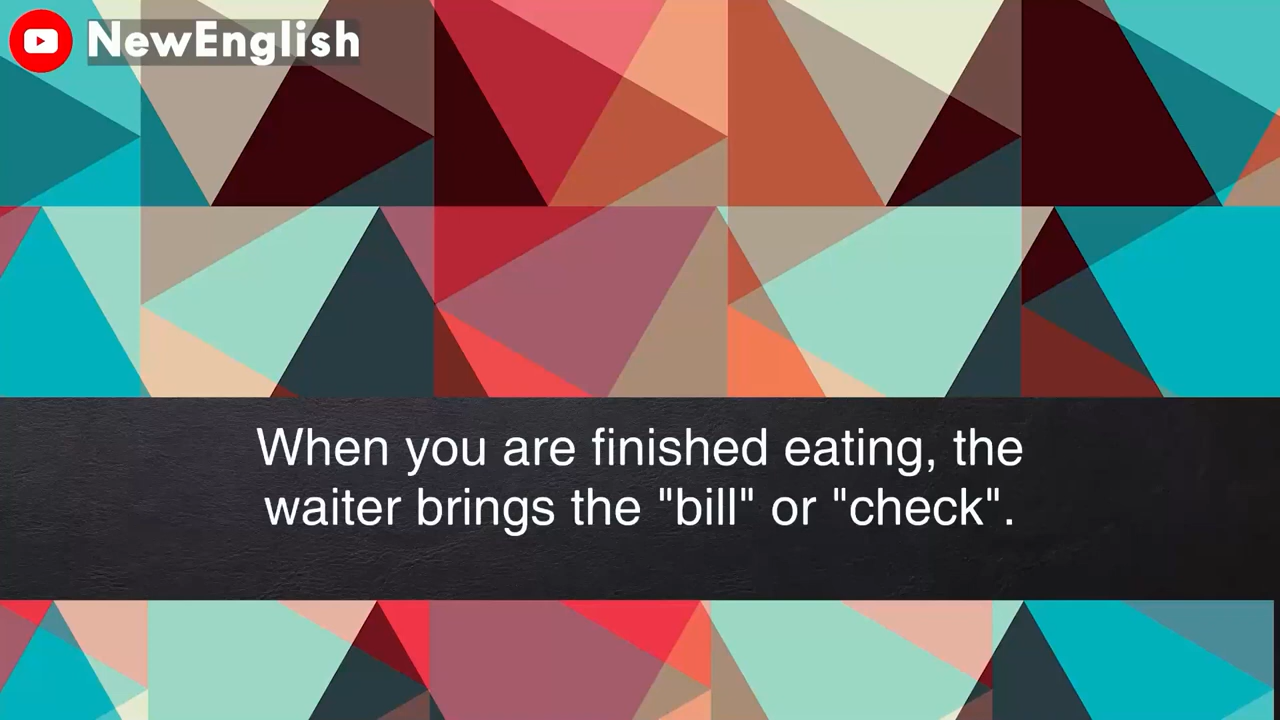 NewEnglish
When you are finished eating, the
waiter brings the "bill" or "check".